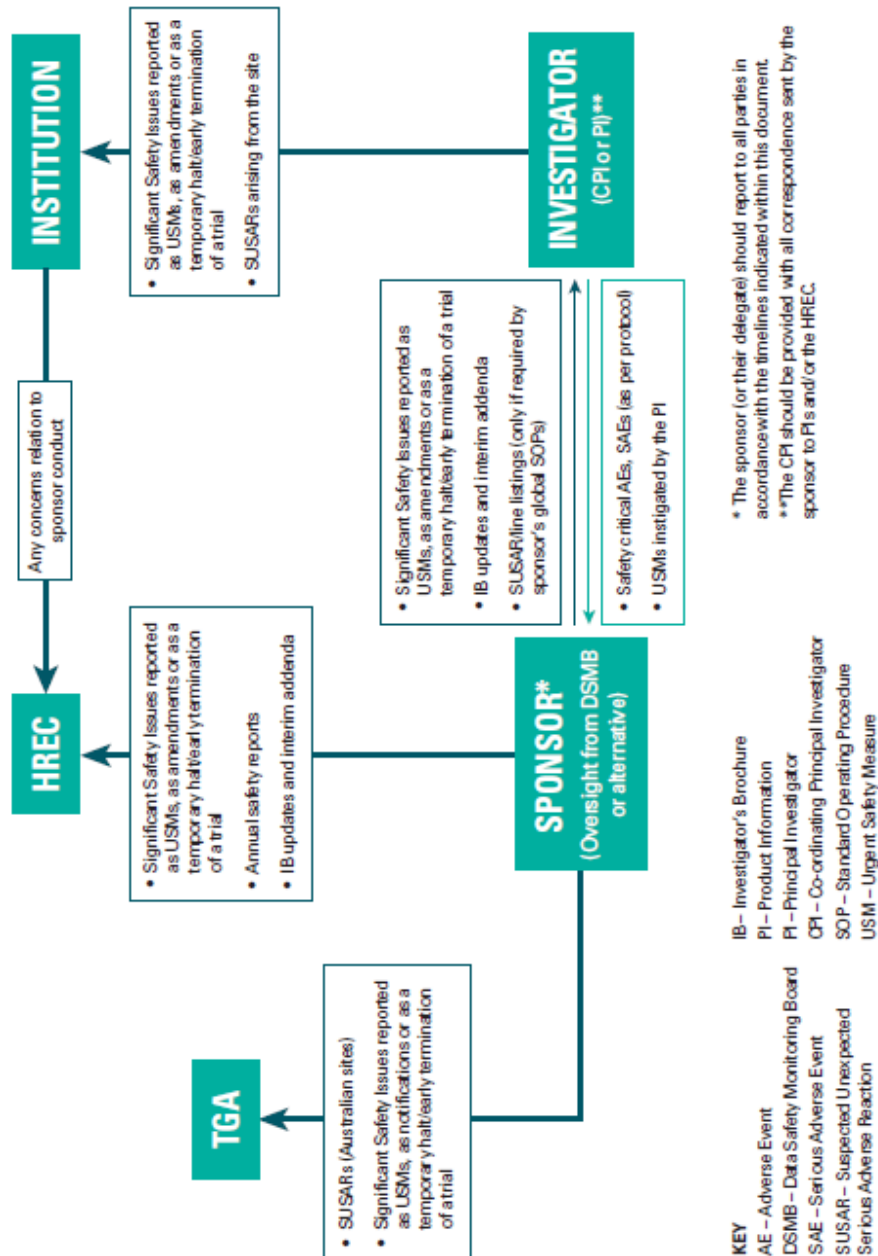 TGA
• SUSARs (Australian sites)
• Significant Safety Issues reported
as USMs, as notifications or as a
temporary halt/early termination
of a trial
HREC
• Significant Safety Issues reported
as USMs, as amendments or as a
temporary halt/early termination
of a trial
• Annual safety reports
• IB updates and interim addenda
Any concerns relation to
sponsor conduct
INSTITUTION
• Significant Safety Issues reported
as USMs, as amendments or as a
temporary halt/early termination
of a trial
• SUSARs arising from the site
SPONSOR*
(Oversight from DSMB
or alternative)
• Significant Safety Issues reported as
USMs, as amendments or as a
temporary halt/early termination of a trial
• IB updates and interim addenda
• SUSAR/line listings (only if required by
sponsor's global SOPs)
• Safety critical AEs, SAEs (as per protocol)
• USMs instigated by the PI
INVESTIGATOR
(CPI or PI)**
KEY
AE – Adverse Event
DSMB – Data Safety Monitoring Board
SAE – Serious Adverse Event
SUSAR – Suspected Unexpected
Serious Adverse Reaction
IB – Investigator's Brochure
PI – Product Information
PI – Principal Investigator
CPI – Co-ordinating Principal Investigator
SOP – Standard Operating Procedure
USM – Urgent Safety Measure
* The sponsor (or their delegate) should report to all parties in
accordance with the timelines indicated within this document.
**The CPI should be provided with all correspondence sent by the
sponsor to PIs and/or the HREC.